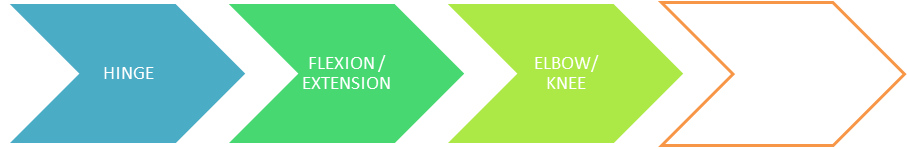 HINGE
FLEXION /
EXTENSION
ELBOW/
KNEE